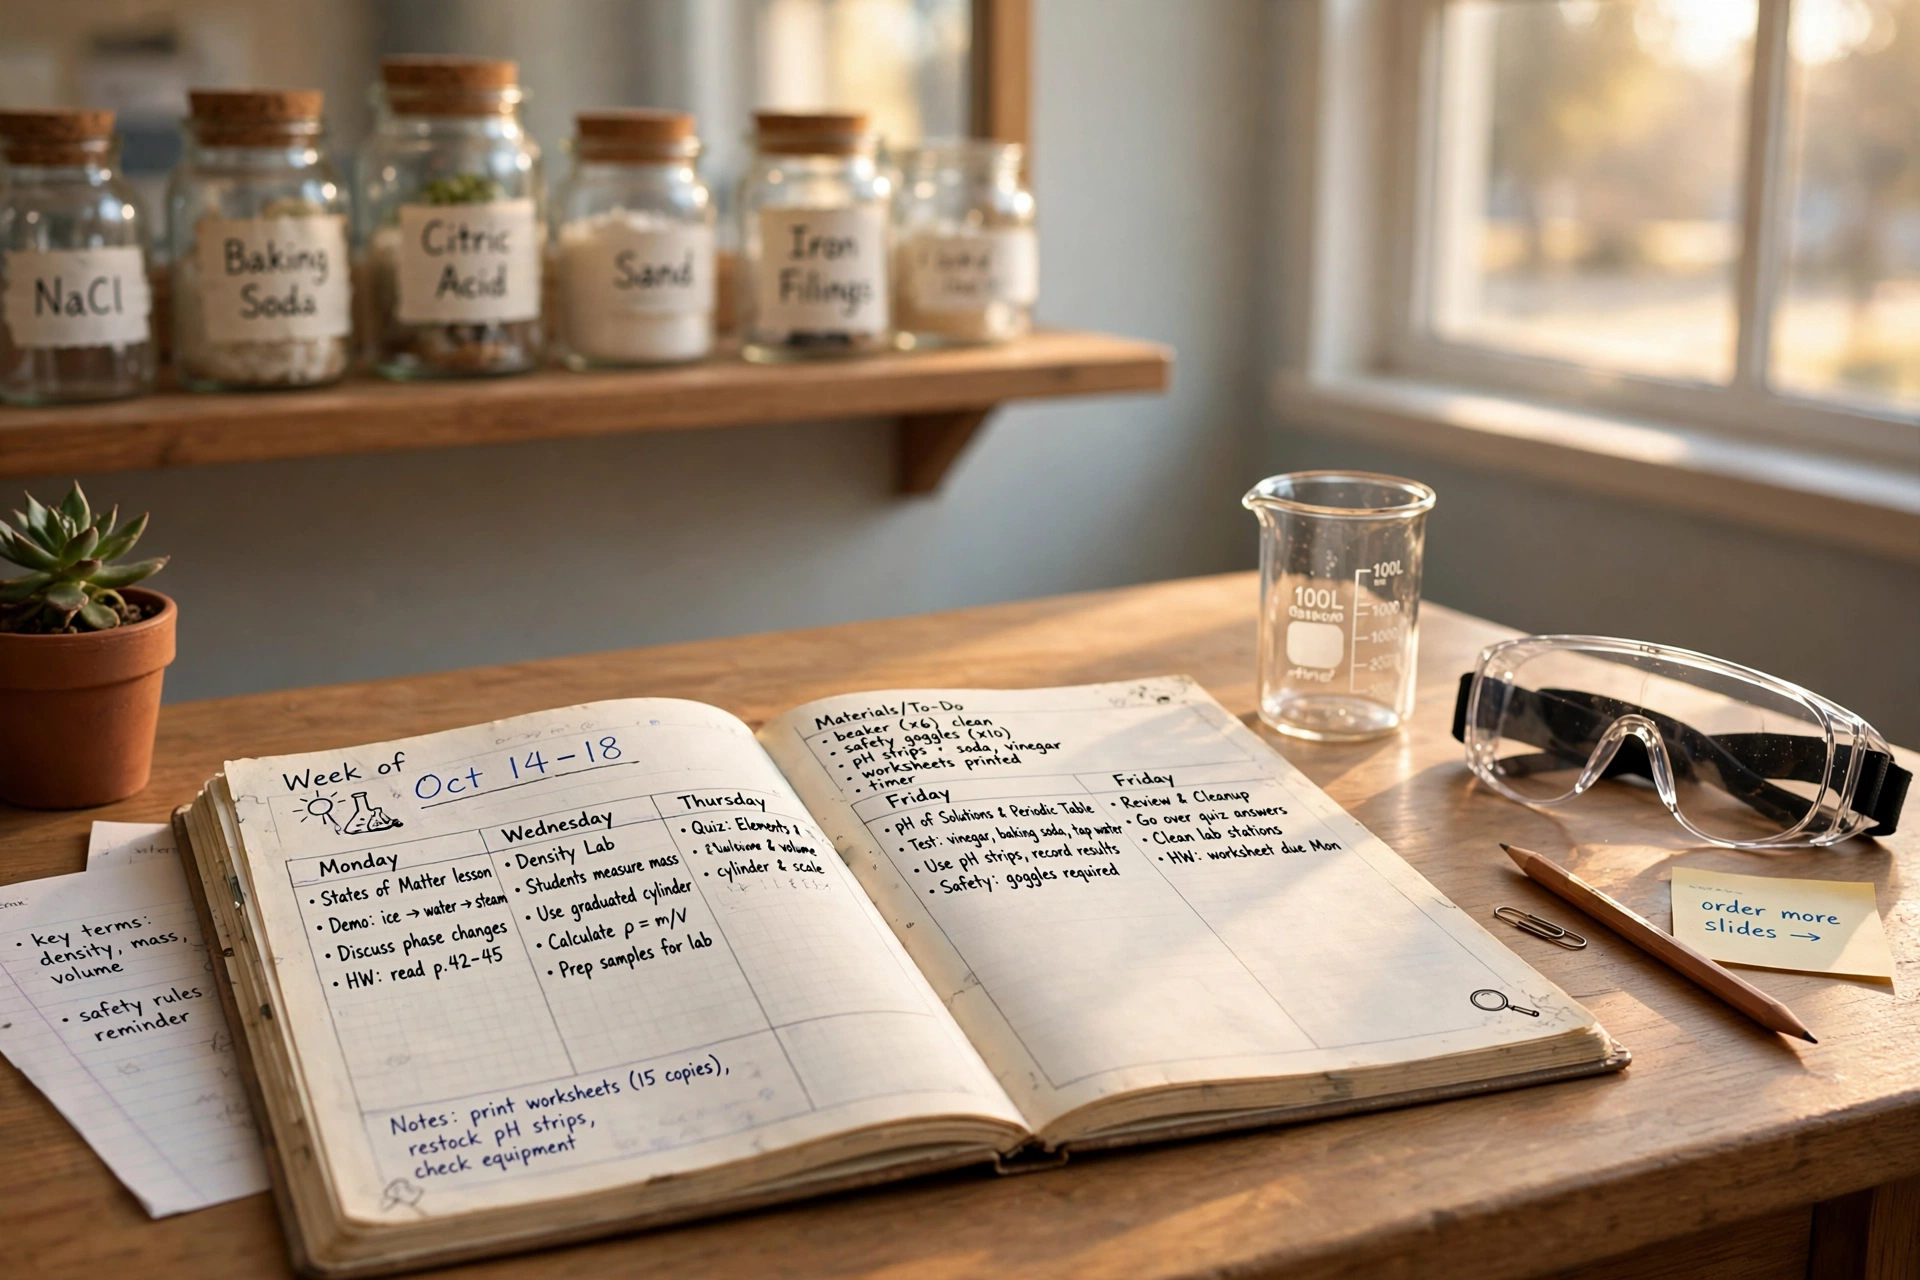 NaCl
Baking
Soda
Citric
Acid
Sand
Iron
Filings
100L
100L
1000
1000
Week of Oct 14-18
Monday
• States of Matter lesson
• Demo: ice → water → steam
• Discuss phase changes
• HW: read p.42-45
Wednesday
• Density Lab
• Students measure mass
• Use graduated cylinder
• Calculate ρ = m/V
• Prep samples for lab
Thursday
• Quiz: Elements &
& volume
• cylinder & scale
Notes: print worksheets (15 copies),
restock pH strips,
check equipment
Materials/To-Do
• beaker (x6) clean
• safety goggles (x10)
• pH strips • soda, vinegar
• worksheets printed
• timer
Friday
• pH of Solutions & Periodic Table
• Test: vinegar, baking soda, tap water
• Use pH strips, record results
• Safety: goggles required
Friday
• Review & Cleanup
• Go over quiz answers
• Clean lab stations
• HW: worksheet due Mon
• key terms:
density, mass,
volume
• safety rules
reminder
order more
slides →